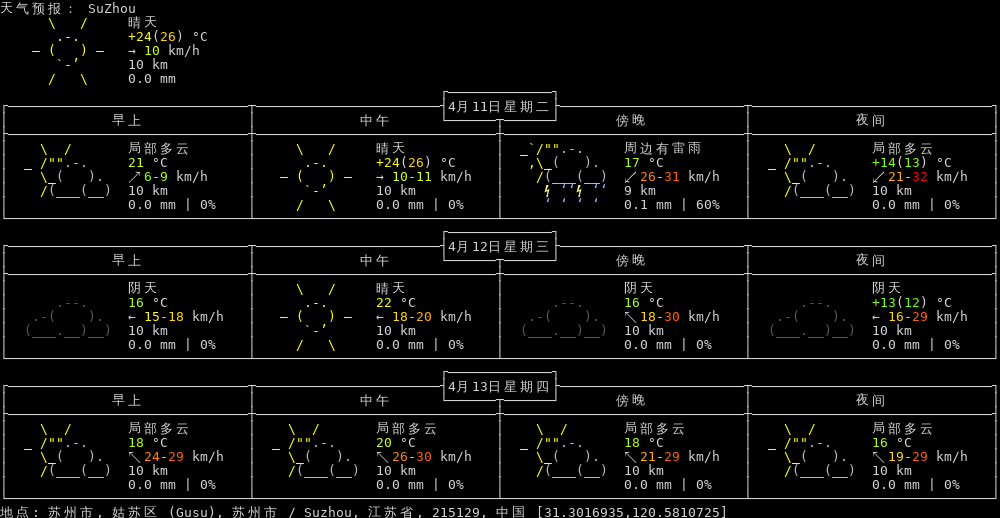 天气预报： SuZhou
晴天
+24(26) °C
→ 10 km/h
10 km
0.0 mm
4月11日星期二
早上 中午 傍晚 夜间
局部多云 晴天 周边有雷雨 局部多云
21 °C +24(26) °C 17 °C +14(13) °C
↗ 6-9 km/h → 10-11 km/h ↙ 26-31 km/h ↙ 21-32 km/h
10 km 10 km 9 km 10 km
0.0 mm | 0% 0.0 mm | 0% 0.1 mm | 60% 0.0 mm | 0%
4月12日星期三
早上 中午 傍晚 夜间
阴天 晴天 阴天 阴天
16 °C 22 °C 16 °C +13(12) °C
← 15-18 km/h ← 18-20 km/h ↖ 18-30 km/h ← 16-29 km/h
10 km 10 km 10 km 10 km
0.0 mm | 0% 0.0 mm | 0% 0.0 mm | 0% 0.0 mm | 0%
4月13日星期四
早上 中午 傍晚 夜间
局部多云 局部多云 局部多云 局部多云
18 °C 20 °C 18 °C 16 °C
↖ 24-29 km/h ↖ 26-30 km/h ↖ 21-29 km/h ↖ 19-29 km/h
10 km 10 km 10 km 10 km
0.0 mm | 0% 0.0 mm | 0% 0.0 mm | 0% 0.0 mm | 0%
地点: 苏州市, 姑苏区 (Gusu), 苏州市 / Suzhou, 江苏省, 215129, 中国 [31.3016935,120.5810725]